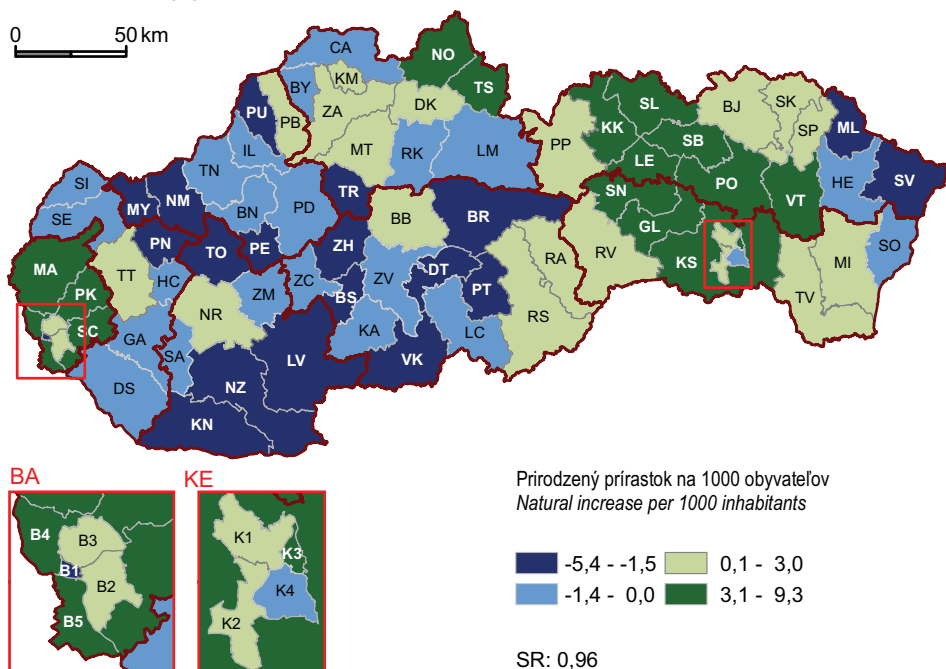 0 50 km
CA
NO
KM
TS
BY
SL
BJ
SK
DK
PU
ZA
KK
ML
PB
SB
SP
PP
MT
RK
LM
IL
LE
TN
PO
HE
SV
TR
SN
VT
SI
BN
PD
BR
MY
NM
BB
GL
SE
SO
PN
TO
PE
ZH
RV
RA
MI
KS
MA
TT
HC
ZM
ZC
ZV
DT
TV
PK
BS
PT
NR
RS
SC
GA
KA
LC
SA
LV
VK
DS
NZ
KN
BA
B4
B3
B1
B2
B5
KE
K1
K3
K4
K2
Prirodzený prírastok na 1000 obyvateľov
Natural increase per 1000 inhabitants
-5,4 - -1,5 0,1 - 3,0
-1,4 - 0,0 3,1 - 9,3
SR: 0,96